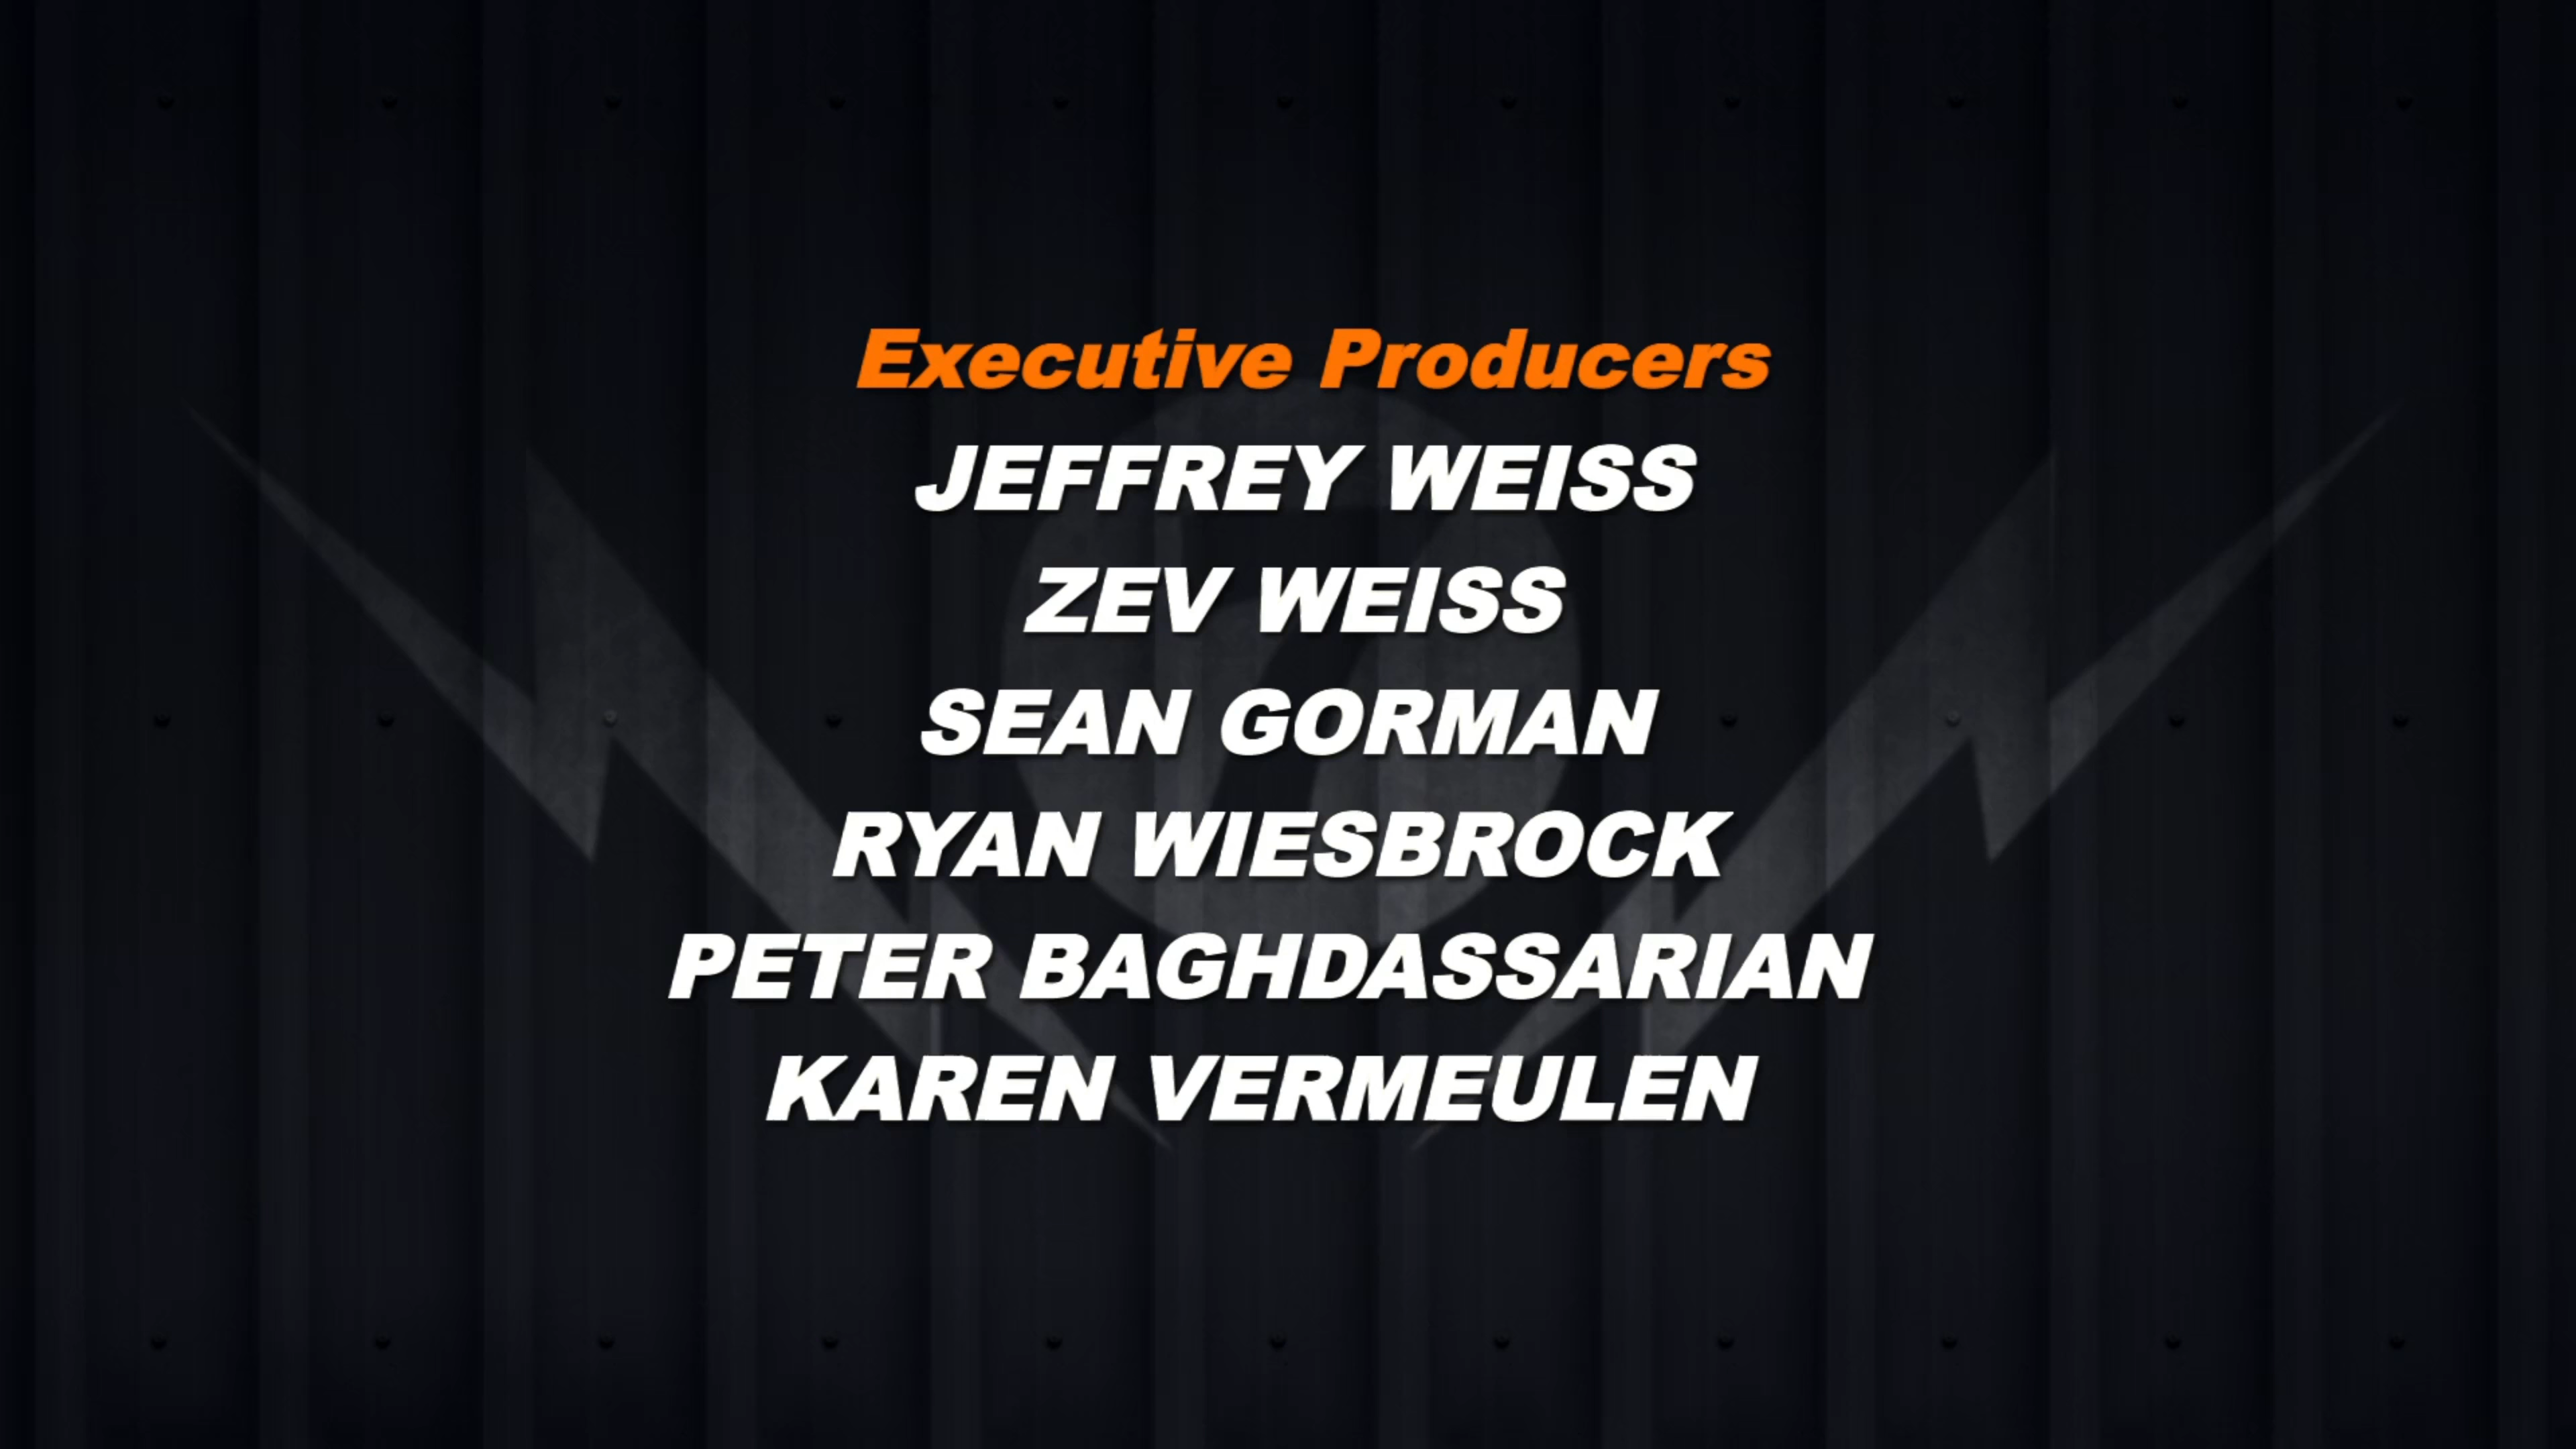 Executive Producers
JEFFREY WEISS
ZEV WEISS
SEAN GORMAN
RYAN WIESBROCK
PETER BAGHDASSARIAN
KAREN VERMEULEN